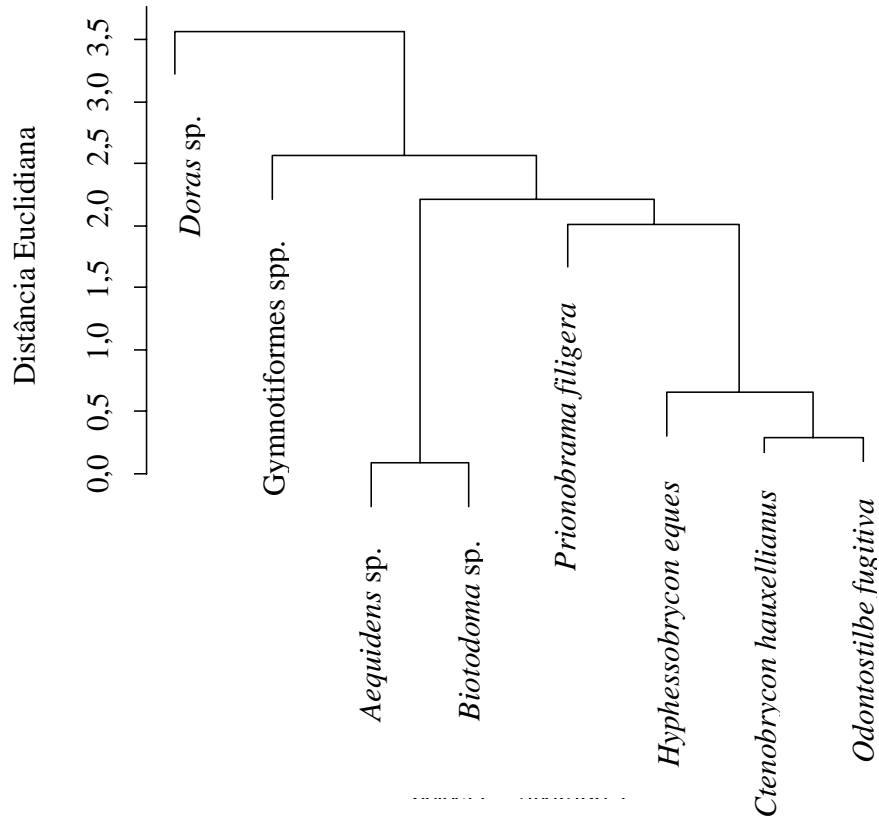 Distância Euclidiana
3,5
3,0
2,5
2,0
1,5
1,0
0,5
0,0
Doras sp.
Gymnotiformes spp.
Aequidens sp.
Biotodoma sp.
Prionobrama filigera
Hyphessobrycon eques
Ctenobrycon hauxellianus
Odontostilbe fugitiva